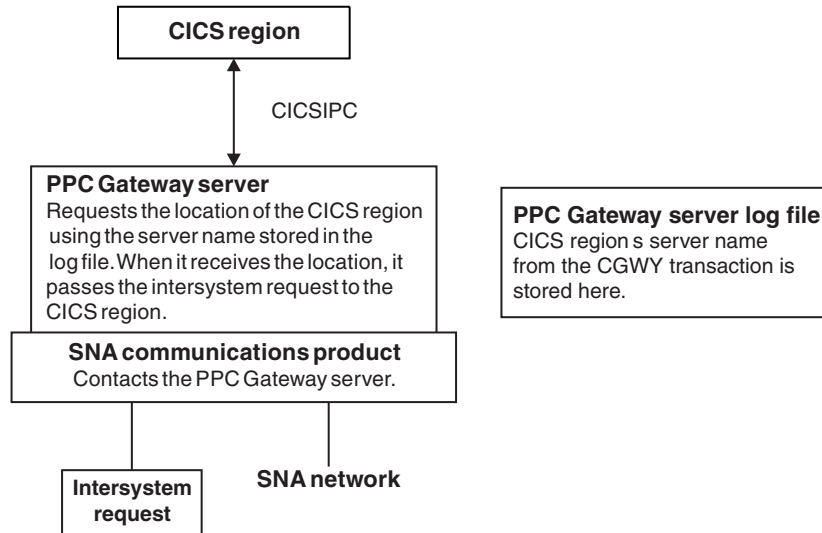 CICS region
CICSIPC
PPC Gateway server
Requests the location of the CICS region
using the server name stored in the
log file. When it receives the location, it
passes the intersystem request to the
CICS region.
PPC Gateway server log file
CICS region s server name
from the CGWY transaction is
stored here.
SNA communications product
Contacts the PPC Gateway server.
Intersystem
request
SNA network